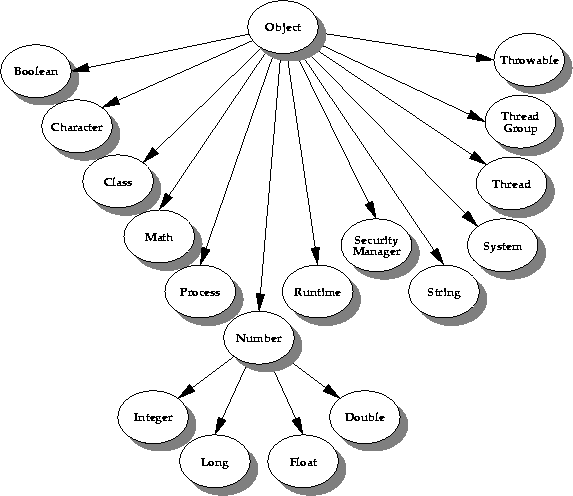 Object
Boolean
Throwable
Character
Thread
Group
Class
Thread
Math
Security
Manager
System
Process
Runtime
String
Number
Integer
Double
Long
Float